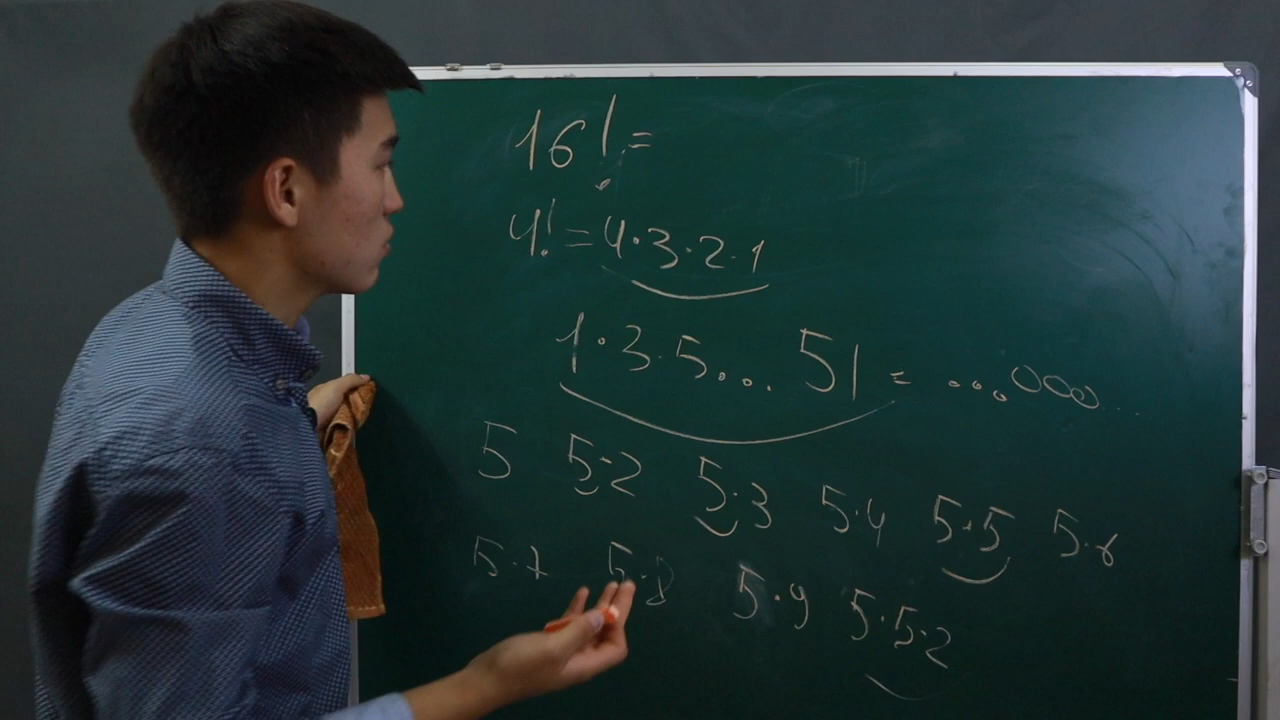 16! =
4! = 4·3·2·1
1·3·5... 51 = ...000...
5 5·2 5·3 5·4 5·5 5·6
5·7 5·8 5·9 5·5·2